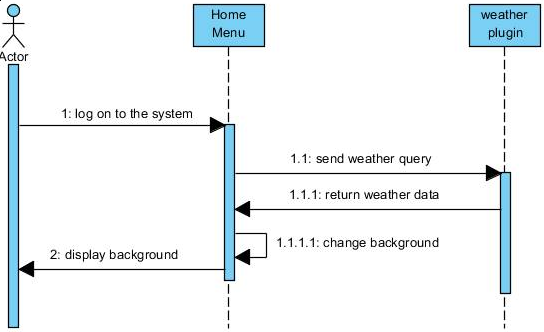 Home
Menu
weather
plugin
Actor
1: log on to the system
1.1: send weather query
1.1.1: return weather data
1.1.1.1: change background
2: display background